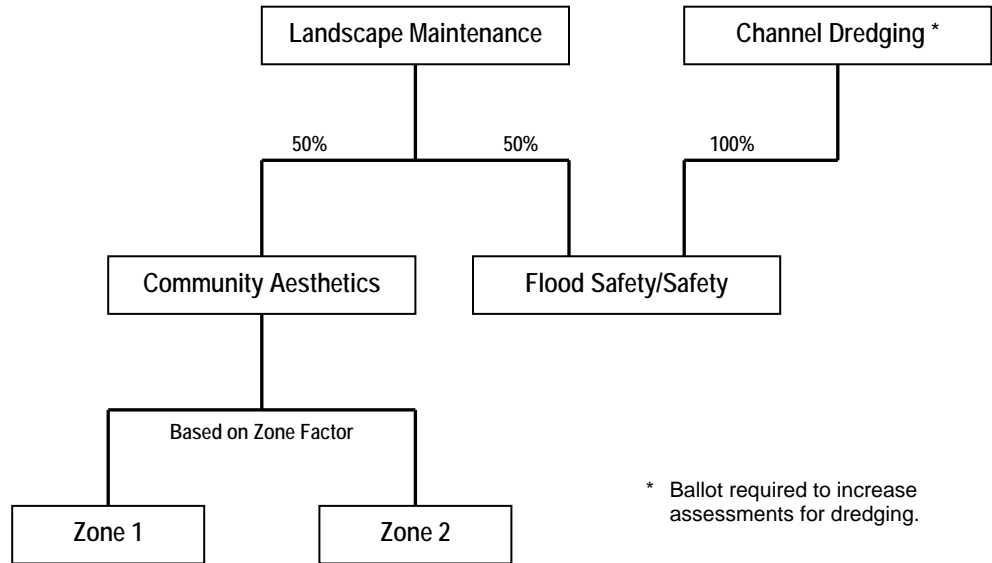 Landscape Maintenance
Channel Dredging *
50%
50%
100%
Community Aesthetics
Flood Safety/Safety
Based on Zone Factor
Zone 1
Zone 2
* Ballot required to increase
assessments for dredging.